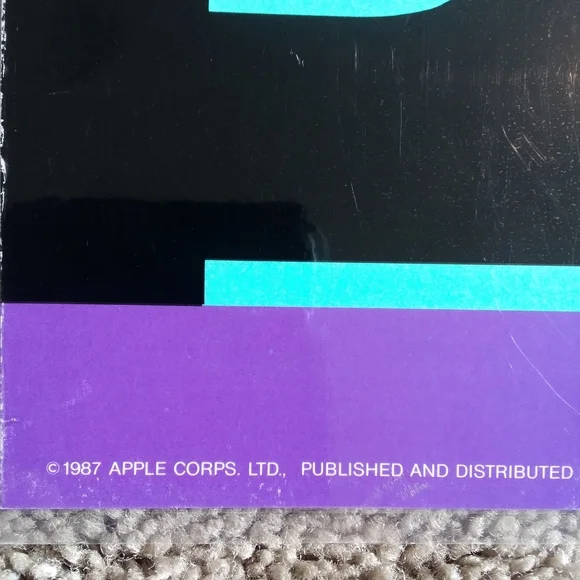 ©1987 APPLE CORPS. LTD., PUBLISHED AND DISTRIBUTED